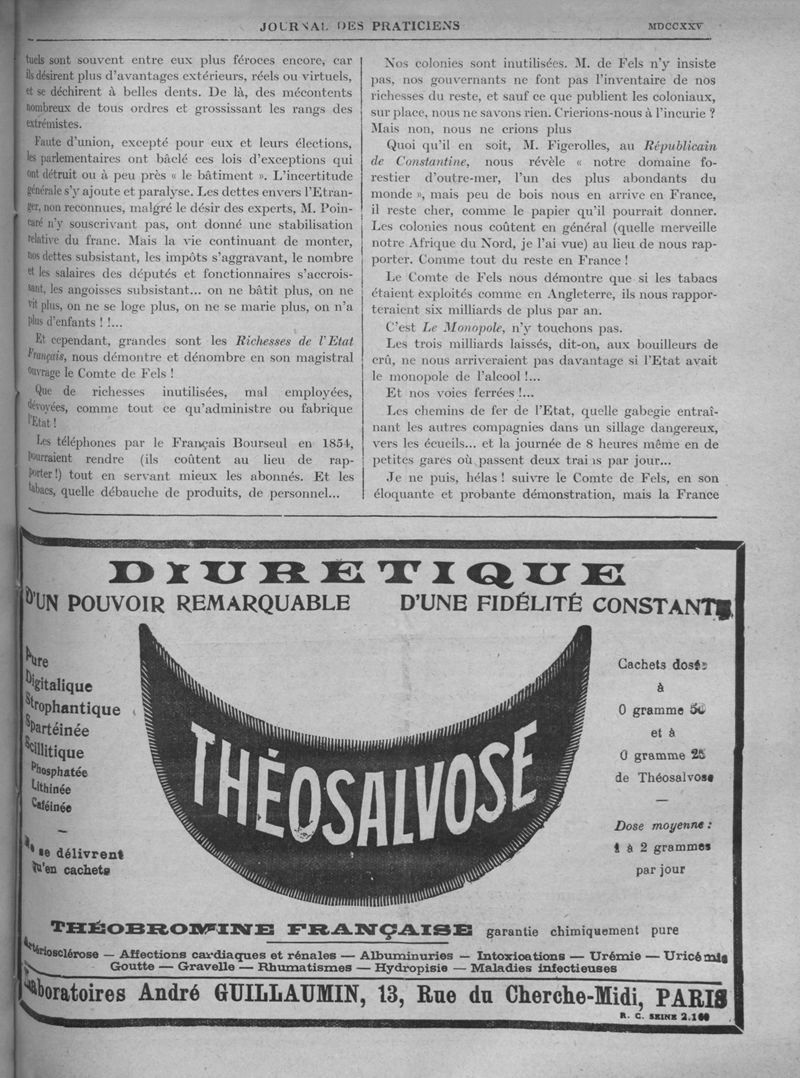 JOURNAL DES PRATICIENS
MDCCXXV
tuels sont souvent entre eux plus féroces encore, car
ils désirent plus d'avantages extérieurs, réels ou virtuels,
et se déchirent à belles dents. De là, des mécontents
nombreux de tous ordres et grossissant les rangs des
extrémistes.
Faute d'union, excepté pour eux et leurs élections,
les parlementaires ont bâclé ces lois d'exceptions qui
ont détruit ou à peu près « le bâtiment ». L'incertitude
générale s'y ajoute et paralyse. Les dettes envers l'Etran-
ger, non reconnues, malgré le désir des experts, M. Poin-
caré n'y souscrivant pas, ont donné une stabilisation
relative du franc. Mais la vie continuant de monter,
nos dettes subsistant, les impôts s'aggravant, le nombre
et les salaires des députés et fonctionnaires s'accrois-
sant, les angoisses subsistant... on ne bâtit plus, on ne
vit plus, on ne se loge plus, on ne se marie plus, on n'a
plus d'enfants ! !...
Et cependant, grandes sont les Richesses de l'Etat
Français, nous démontre et dénombre en son magistral
ouvrage le Comte de Fels !
Que de richesses inutilisées, mal employées,
dévoyées, comme tout ce qu'administre ou fabrique
l'Etat !
Les téléphones par le Français Bourseul en 1854,
pourraient rendre (ils coûtent au lieu de rap-
porter !) tout en servant mieux les abonnés. Et les
tabacs, quelle débauche de produits, de personnel...
Nos colonies sont inutilisées. M. de Fels n'y insiste
pas, nos gouvernants ne font pas l'inventaire de nos
richesses du reste, et sauf ce que publient les coloniaux,
sur place, nous ne savons rien. Crierions-nous à l'incurie ?
Mais non, nous ne crions plus
Quoi qu'il en soit, M. Figerolles, au Républicain
de Constantine, nous révèle « notre domaine fo-
restier d'outre-mer, l'un des plus abondants du
monde », mais peu de bois nous en arrive en France,
il reste cher, comme le papier qu'il pourrait donner.
Les colonies nous coûtent en général (quelle merveille
notre Afrique du Nord, je l'ai vue) au lieu de nous rap-
porter. Comme tout du reste en France !
Le Comte de Fels nous démontre que si les tabacs
étaient exploités comme en Angleterre, ils nous rappor-
teraient six milliards de plus par an.
C'est Le Monopole, n'y touchons pas.
Les trois milliards laissés, dit-on, aux bouilleurs de
crû, ne nous arriveraient pas davantage si l'Etat avait
le monopole de l'alcool !...
Et nos voies ferrées !...
Les chemins de fer de l'Etat, quelle gabegie entraî-
nant les autres compagnies dans un sillage dangereux,
vers les écueils... et la journée de 8 heures même en de
petites gares où passent deux trains par jour...
Je ne puis, hélas ! suivre le Comte de Fels, en son
éloquante et probante démonstration, mais la France
DIURÉTIQUE
D'UN POUVOIR REMARQUABLE D'UNE FIDÉLITÉ CONSTANTE
Pure
Digitalique
Strophantique
Spartéinée
Scillitique
Phosphatée
Lithinée
Caféinée
—
se délivrent
qu'en cachets
THÉOSALVOSE
Cachets dosés
à
0 gramme 50
et à
0 gramme 25
de Théosalvose
—
Dose moyenne :
1 à 2 grammes
par jour
THÉOBROMINE FRANÇAISE garantie chimiquement pure
Artériosclérose — Affections cardiaques et rénales — Albuminuries — Intoxications — Urémie — Uricémie
Goutte — Gravelle — Rhumatismes — Hydropisie — Maladies infectieuses
Laboratoires André GUILLAUMIN, 13, Rue du Cherche-Midi, PARIS
R. C. SEINE